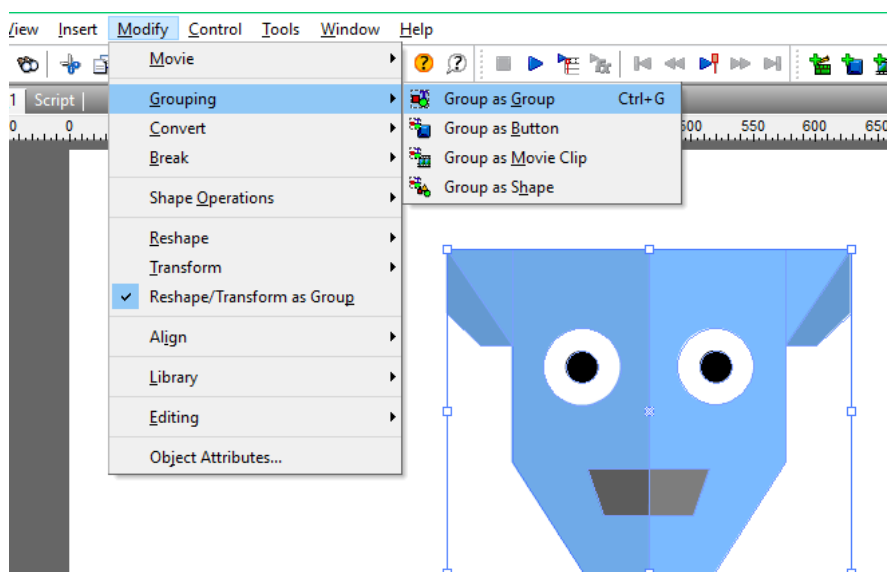 View Insert Modify Control Tools Window Help
1 Script
0 0 500 550 600 650
Movie
Grouping
Convert
Break
Shape Operations
Reshape
Transform
Reshape/Transform as Group
Align
Library
Editing
Object Attributes...
Group as Group Ctrl+G
Group as Button
Group as Movie Clip
Group as Shape